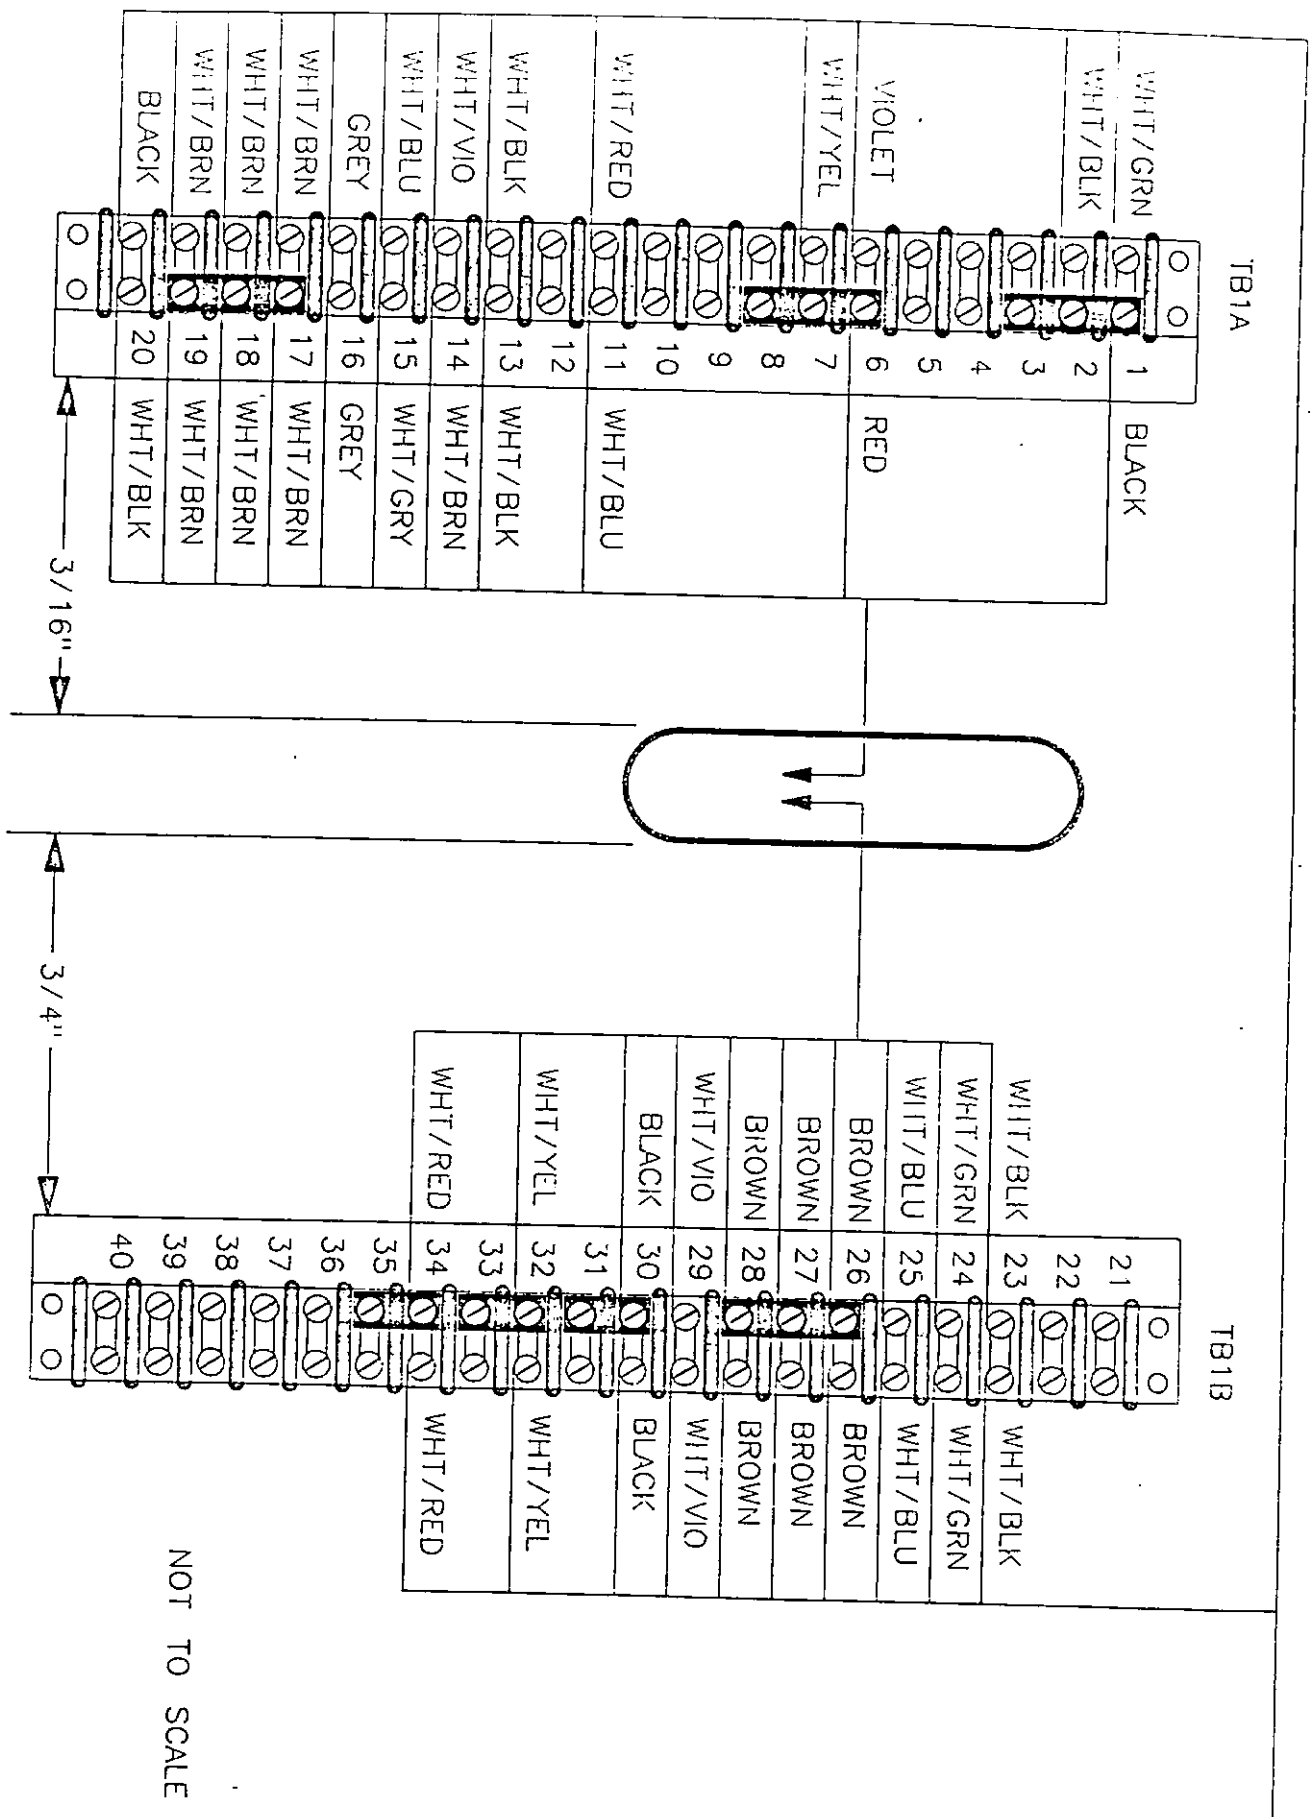 TB1A
WHT/GRN 1 BLACK
WHT/BLK 2
3
4
5
VIOLET 6 RED
WHT/YEL 7
8
9
10
WHT/RED 11 WHT/BLU
12
WHT/BLK 13 WHT/BLK
WHT/VIO 14 WHT/BRN
WHT/BLU 15 WHT/GRY
GREY 16 GREY
WHT/BRN 17 WHT/BRN
WHT/BRN 18 WHT/BRN
WHT/BRN 19 WHT/BRN
BLACK 20 WHT/BLK
3/16"
3/4"
TB1B
21
22
WHT/BLK 23 WHT/BLK
WHT/GRN 24 WHT/GRN
WHT/BLU 25 WHT/BLU
BROWN 26 BROWN
BROWN 27 BROWN
BROWN 28 BROWN
WHT/VIO 29 WHT/VIO
BLACK 30 BLACK
31
WHT/YEL 32 WHT/YEL
33
WHT/RED 34 WHT/RED
35
36
37
38
39
40
NOT TO SCALE